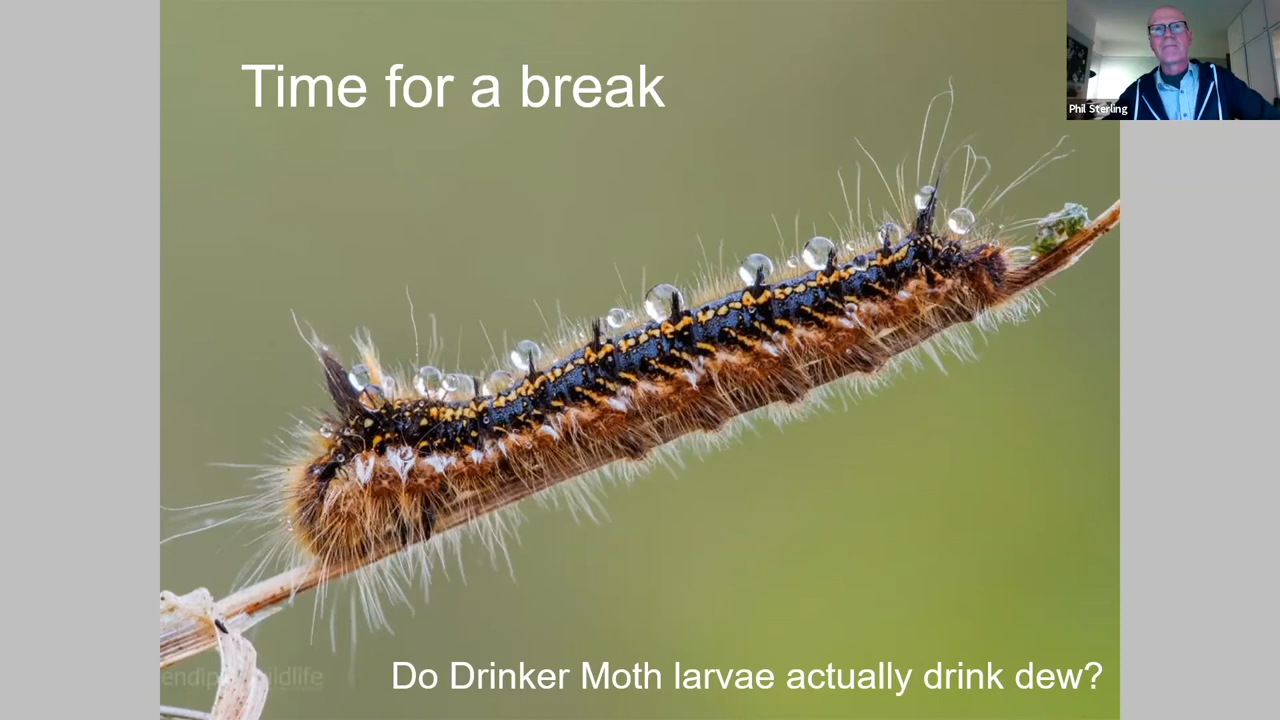 Time for a break
Phil Sterling
Do Drinker Moth larvae actually drink dew?